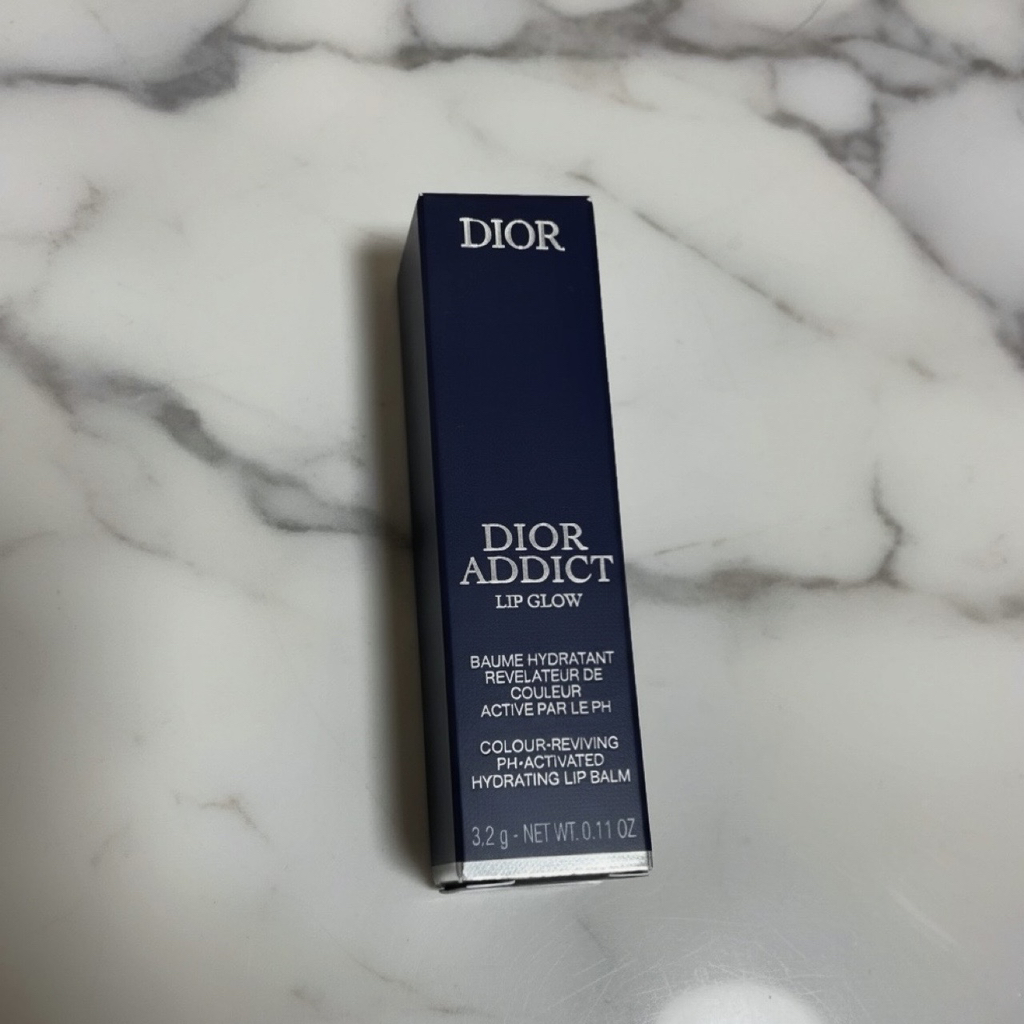 DIOR
DIOR
ADDICT
LIP GLOW
BAUME HYDRATANT
REVELATEUR DE
COULEUR
ACTIVE PAR LE PH
COLOUR-REVIVING
PH•ACTIVATED
HYDRATING LIP BALM
3.2 g - NET WT. 0.11 OZ